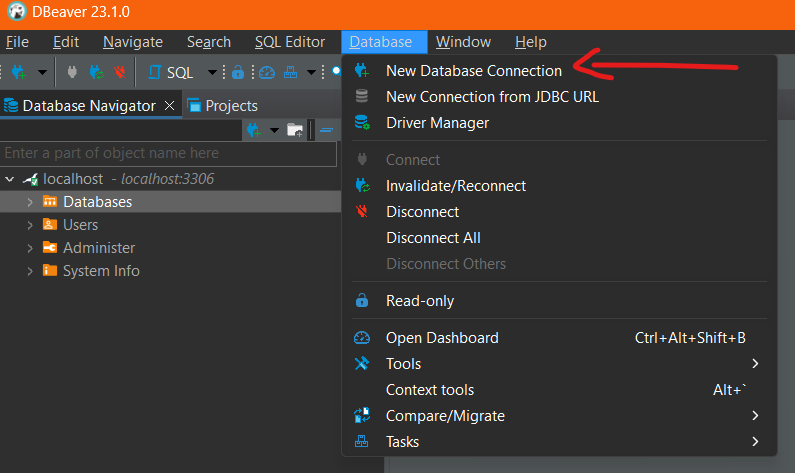 DBeaver 23.1.0
File Edit Navigate Search SQL Editor Database Window Help
SQL
Database Navigator Projects
Enter a part of object name here
localhost - localhost:3306
Databases
Users
Administer
System Info
New Database Connection
New Connection from JDBC URL
Driver Manager
Connect
Invalidate/Reconnect
Disconnect
Disconnect All
Disconnect Others
Read-only
Open Dashboard Ctrl+Alt+Shift+B
Tools
Context tools Alt+`
Compare/Migrate
Tasks